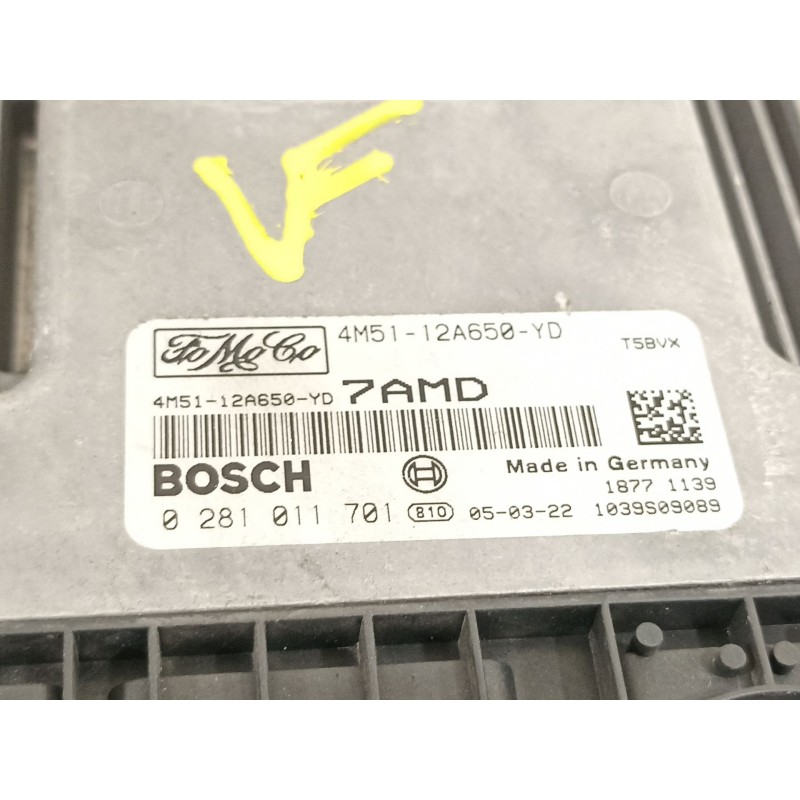 VF
FoMoCo
4M51-12A650-YD
T5BVX
4M51-12A650-YD 7AMD
BOSCH
Made in Germany
1877 1139
0 281 011 701 810 05-03-22 1039S09089